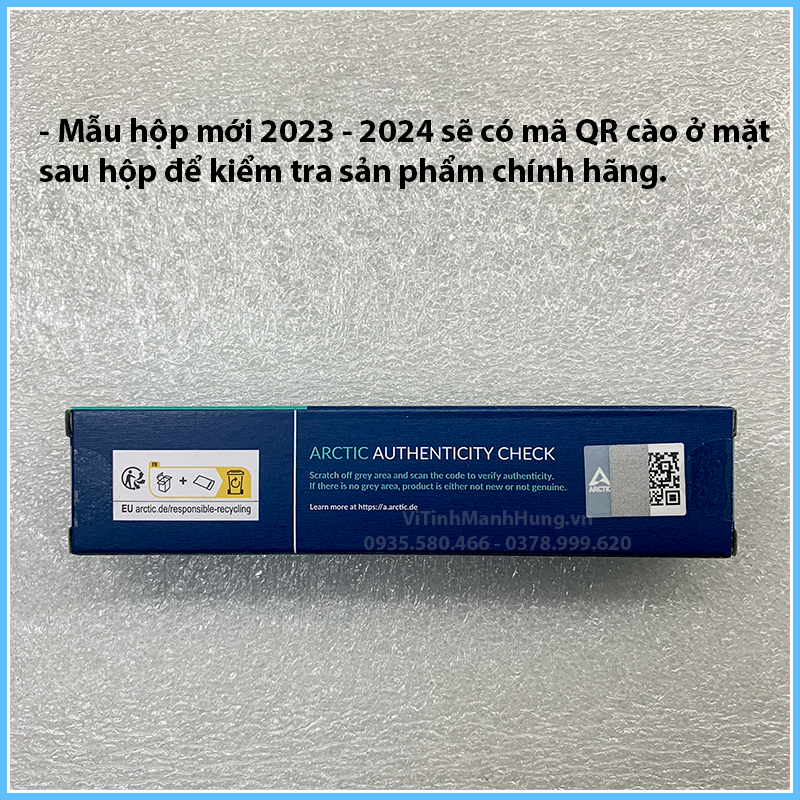 - Mẫu hộp mới 2023 - 2024 sẽ có mã QR cào ở mặt
sau hộp để kiểm tra sản phẩm chính hãng.
FR
EU arctic.de/responsible-recycling
ARCTIC AUTHENTICITY CHECK
Scratch off grey area and scan the code to verify authenticity.
If there is no grey area, product is either not new or not genuine.
Learn more at https://a.arctic.de
ARCTIC
ViTinhManhHung.vn
0935.580.466 - 0378.999.620